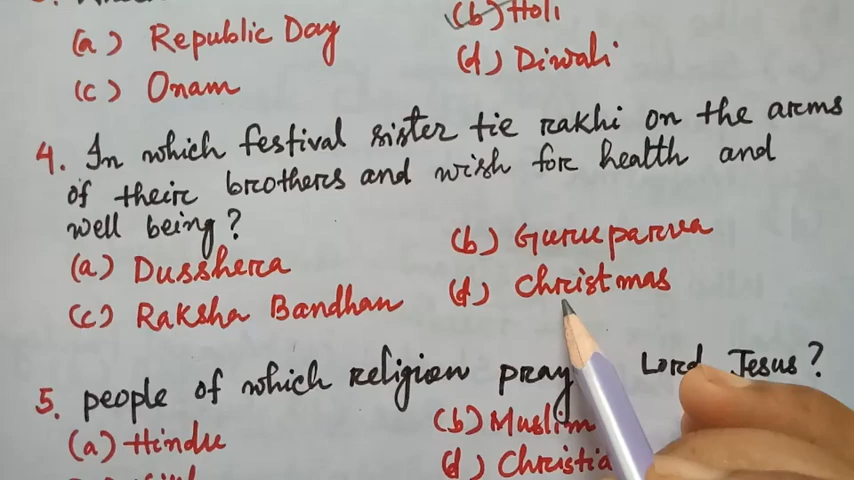 (b) Holi
(a) Republic Day
(d) Diwali
(c) Onam
4. In which festival sister tie rakhi on the arms
of their brothers and wish for health and
well being?
(a) Dusshera
(b) Guruparva
(c) Raksha Bandhan
(d) Christmas
5. people of which religion pray Lord Jesus?
(a) Hindu
(b) Muslim
(d) Christia